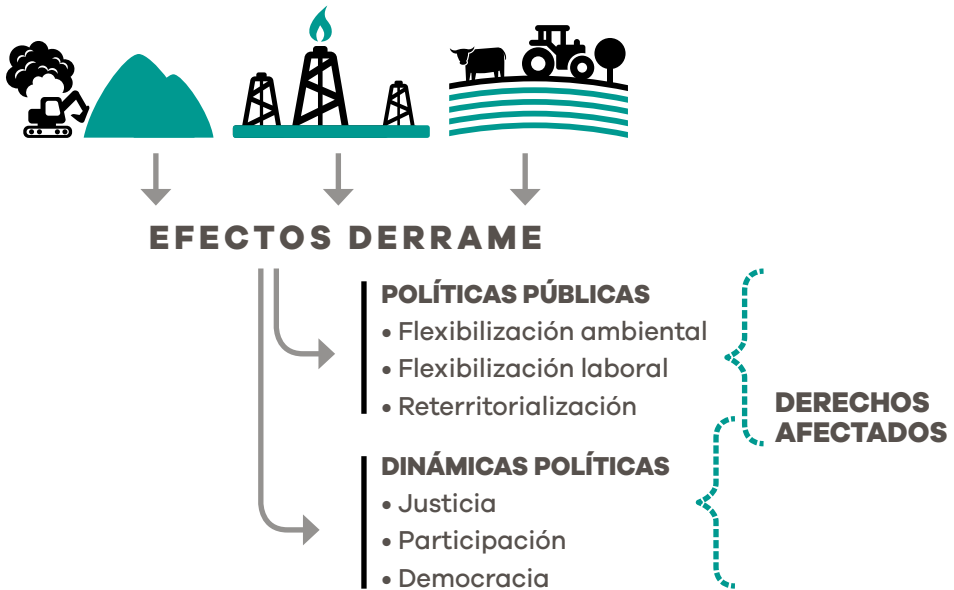 EFECTOS DERRAME
POLÍTICAS PÚBLICAS
• Flexibilización ambiental
• Flexibilización laboral
• Reterritorialización
DERECHOS
AFECTADOS
DINÁMICAS POLÍTICAS
• Justicia
• Participación
• Democracia